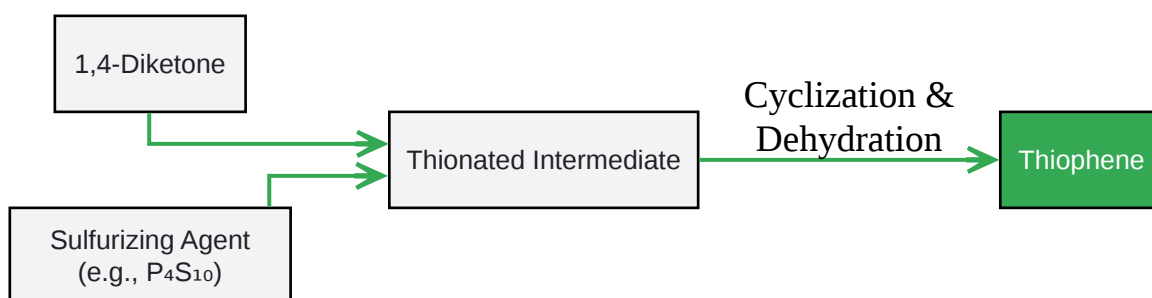 1,4-Diketone
Sulfurizing Agent
(e.g., P₄S₁₀)
Thionated Intermediate
Cyclization &
Dehydration
Thiophene